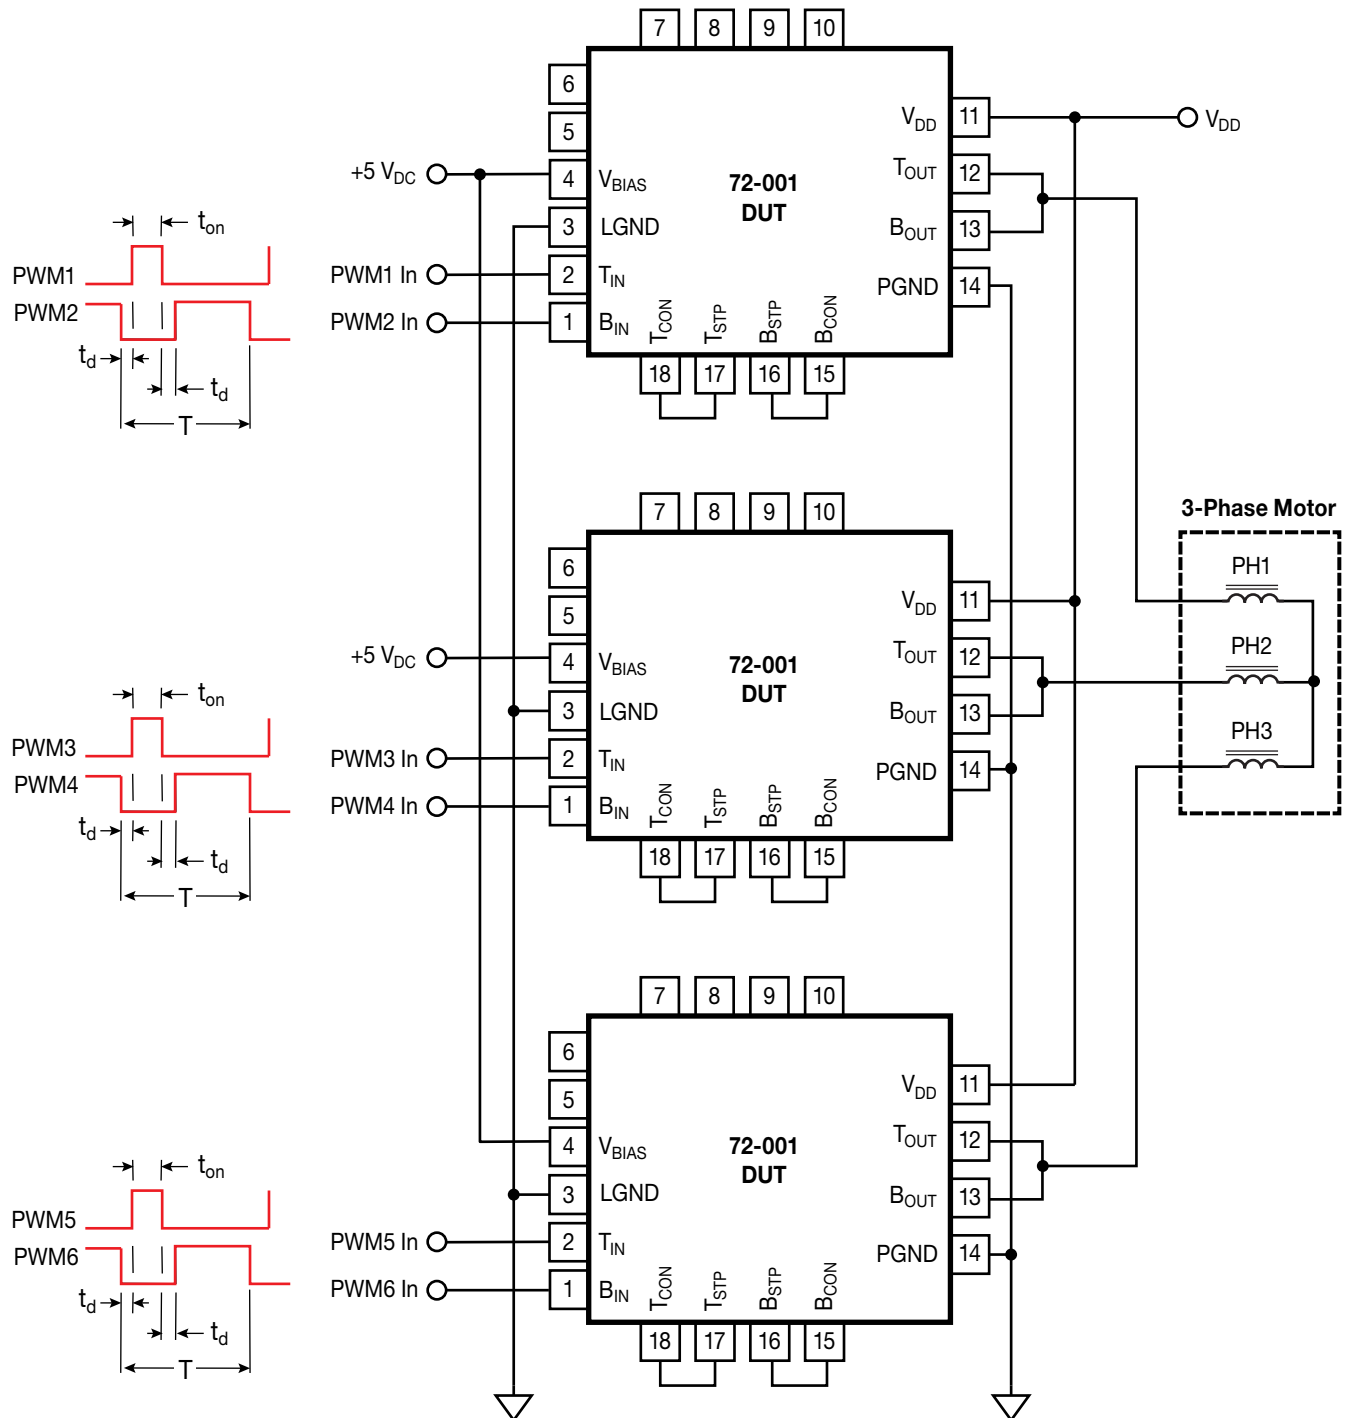 7 8 9 10
6
5
+5 VDC 4 VBIAS
3 LGND
PWM1 In 2 TIN
PWM2 In 1 BIN
72-001
DUT
VDD 11 VDD
TOUT 12
BOUT 13
PGND 14
TCON TSTP BSTP BCON
18 17 16 15
ton
PWM1
PWM2
td
td
T
7 8 9 10
6
5
+5 VDC 4 VBIAS
3 LGND
PWM3 In 2 TIN
PWM4 In 1 BIN
72-001
DUT
VDD 11
TOUT 12
BOUT 13
PGND 14
TCON TSTP BSTP BCON
18 17 16 15
ton
PWM3
PWM4
td
td
T
3-Phase Motor
PH1
PH2
PH3
7 8 9 10
6
5
4 VBIAS
3 LGND
PWM5 In 2 TIN
PWM6 In 1 BIN
72-001
DUT
VDD 11
TOUT 12
BOUT 13
PGND 14
TCON TSTP BSTP BCON
18 17 16 15
ton
PWM5
PWM6
td
td
T